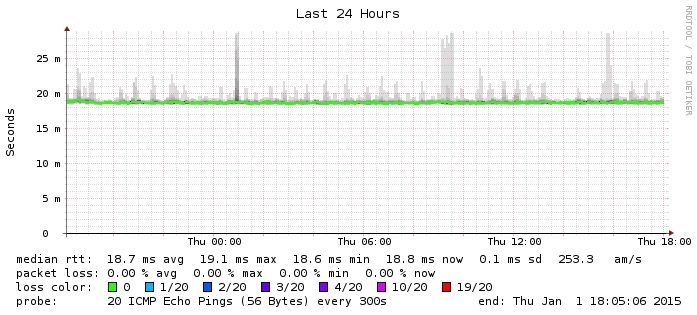 Last 24 Hours
RRDTOOL / TOBI OETIKER
Seconds
25 m
20 m
15 m
10 m
5 m
0
Thu 00:00 Thu 06:00 Thu 12:00 Thu 18:00
median rtt: 18.7 ms avg 19.1 ms max 18.6 ms min 18.8 ms now 0.1 ms sd 253.3 am/s
packet loss: 0.00 % avg 0.00 % max 0.00 % min 0.00 % now
loss color: 0 1/20 2/20 3/20 4/20 10/20 19/20
probe: 20 ICMP Echo Pings (56 Bytes) every 300s end: Thu Jan 1 18:05:06 2015